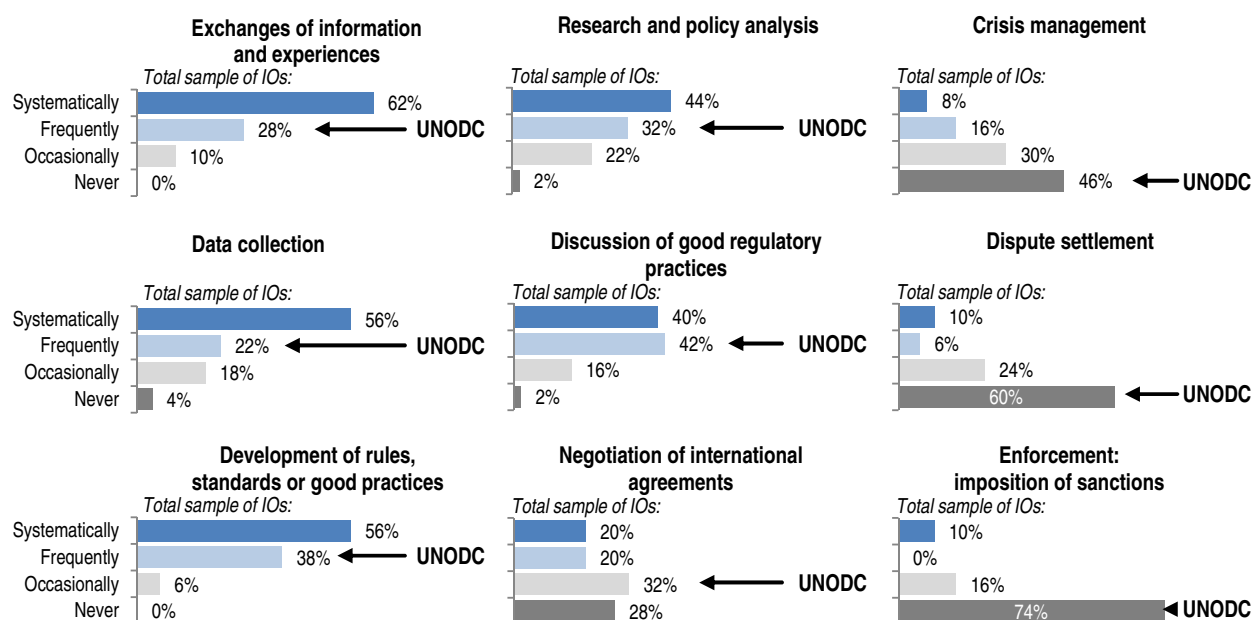 Exchanges of information
and experiences
Total sample of IOs:
Systematically 62%
Frequently 28% UNODC
Occasionally 10%
Never 0%
Research and policy analysis
Total sample of IOs:
44%
32% UNODC
22%
2%
Crisis management
Total sample of IOs:
8%
16%
30%
46% UNODC
Data collection
Total sample of IOs:
Systematically 56%
Frequently 22% UNODC
Occasionally 18%
Never 4%
Discussion of good regulatory
practices
Total sample of IOs:
40%
42% UNODC
16%
2%
Dispute settlement
Total sample of IOs:
10%
6%
24%
60% UNODC
Development of rules,
standards or good practices
Total sample of IOs:
Systematically 56%
Frequently 38% UNODC
Occasionally 6%
Never 0%
Negotiation of international
agreements
Total sample of IOs:
20%
20%
32% UNODC
28%
Enforcement:
imposition of sanctions
Total sample of IOs:
10%
0%
16%
74% UNODC